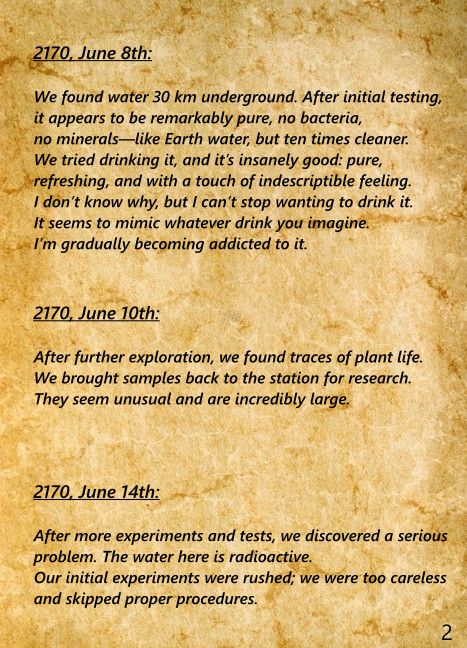 2170, June 8th:
We found water 30 km underground. After initial testing,
it appears to be remarkably pure, no bacteria,
no minerals—like Earth water, but ten times cleaner.
We tried drinking it, and it's insanely good: pure,
refreshing, and with a touch of indescriptible feeling.
I don't know why, but I can't stop wanting to drink it.
It seems to mimic whatever drink you imagine.
I'm gradually becoming addicted to it.
2170, June 10th:
After further exploration, we found traces of plant life.
We brought samples back to the station for research.
They seem unusual and are incredibly large.
2170, June 14th:
After more experiments and tests, we discovered a serious
problem. The water here is radioactive.
Our initial experiments were rushed; we were too careless
and skipped proper procedures.
2